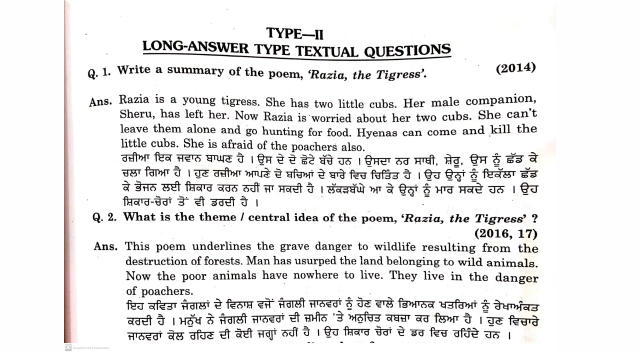 TYPE—II
LONG-ANSWER TYPE TEXTUAL QUESTIONS
Q. 1. Write a summary of the poem, ‘Razia, the Tigress’. (2014)
Ans. Razia is a young tigress. She has two little cubs. Her male companion,
Sheru, has left her. Now Razia is worried about her two cubs. She can't
leave them alone and go hunting for food. Hyenas can come and kill the
little cubs. She is afraid of the poachers also.
ਰਜ਼ੀਆ ਇਕ ਜਵਾਨ ਬਾਘਣ ਹੈ । ਉਸ ਦੇ ਦੋ ਛੋਟੇ ਬੱਚੇ ਹਨ । ਉਸਦਾ ਨਰ ਸਾਥੀ, ਸ਼ੇਰੂ, ਉਸ ਨੂੰ ਛੱਡ ਕੇ
ਚਲਾ ਗਿਆ ਹੈ । ਹੁਣ ਰਜ਼ੀਆ ਆਪਣੇ ਦੋ ਬਚਿਆਂ ਦੇ ਬਾਰੇ ਵਿਚ ਚਿੰਤਿਤ ਹੈ । ਉਹ ਉਨ੍ਹਾਂ ਨੂੰ ਇਕੱਲਾ ਛੱਡ
ਕੇ ਭੋਜਨ ਲਈ ਸ਼ਿਕਾਰ ਕਰਨ ਨਹੀਂ ਜਾ ਸਕਦੀ ਹੈ । ਲੱਕੜਬੱਘੇ ਆ ਕੇ ਉਨ੍ਹਾਂ ਨੂੰ ਮਾਰ ਸਕਦੇ ਹਨ । ਉਹ
ਸ਼ਿਕਾਰ-ਚੋਰਾਂ ਤੋਂ ਵੀ ਡਰਦੀ ਹੈ ।
Q. 2. What is the theme / central idea of the poem, ‘Razia, the Tigress’ ?
(2016, 17)
Ans. This poem underlines the grave danger to wildlife resulting from the
destruction of forests. Man has usurped the land belonging to wild animals.
Now the poor animals have nowhere to live. They live in the danger
of poachers.
ਇਹ ਕਵਿਤਾ ਜੰਗਲਾਂ ਦੇ ਵਿਨਾਸ਼ ਵਜੋਂ ਜੰਗਲੀ ਜਾਨਵਰਾਂ ਨੂੰ ਹੋਣ ਵਾਲੇ ਭਿਆਨਕ ਖਤਰਿਆਂ ਨੂੰ ਰੇਖਾਅੰਕਤ
ਕਰਦੀ ਹੈ । ਮਨੁੱਖ ਨੇ ਜੰਗਲੀ ਜਾਨਵਰਾਂ ਦੀ ਜ਼ਮੀਨ 'ਤੇ ਅਨੁਚਿਤ ਕਬਜ਼ਾ ਕਰ ਲਿਆ ਹੈ । ਹੁਣ ਵਿਚਾਰੇ
ਜਾਨਵਰਾਂ ਕੋਲ ਰਹਿਣ ਦੀ ਕੋਈ ਜਗ੍ਹਾਂ ਨਹੀਂ ਹੈ । ਉਹ ਸ਼ਿਕਾਰ ਚੋਰਾਂ ਦੇ ਡਰ ਵਿਚ ਰਹਿੰਦੇ ਹਨ ।